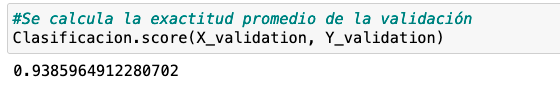 #Se calcula la exactitud promedio de la validación
Clasificacion.score(X_validation, Y_validation)
0.9385964912280702